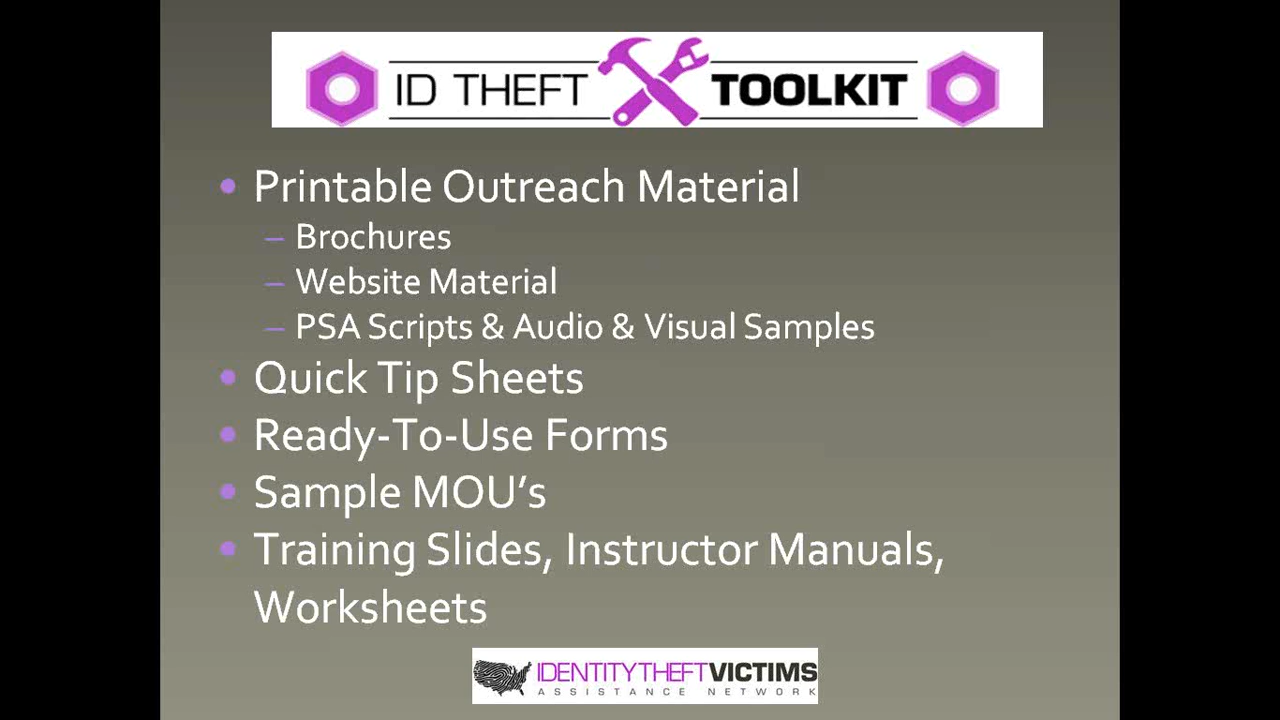 ID THEFT TOOLKIT
• Printable Outreach Material
– Brochures
– Website Material
– PSA Scripts & Audio & Visual Samples
• Quick Tip Sheets
• Ready-To-Use Forms
• Sample MOU’s
• Training Slides, Instructor Manuals,
Worksheets
IDENTITYTHEFTVICTIMS
ASSISTANCE NETWORK